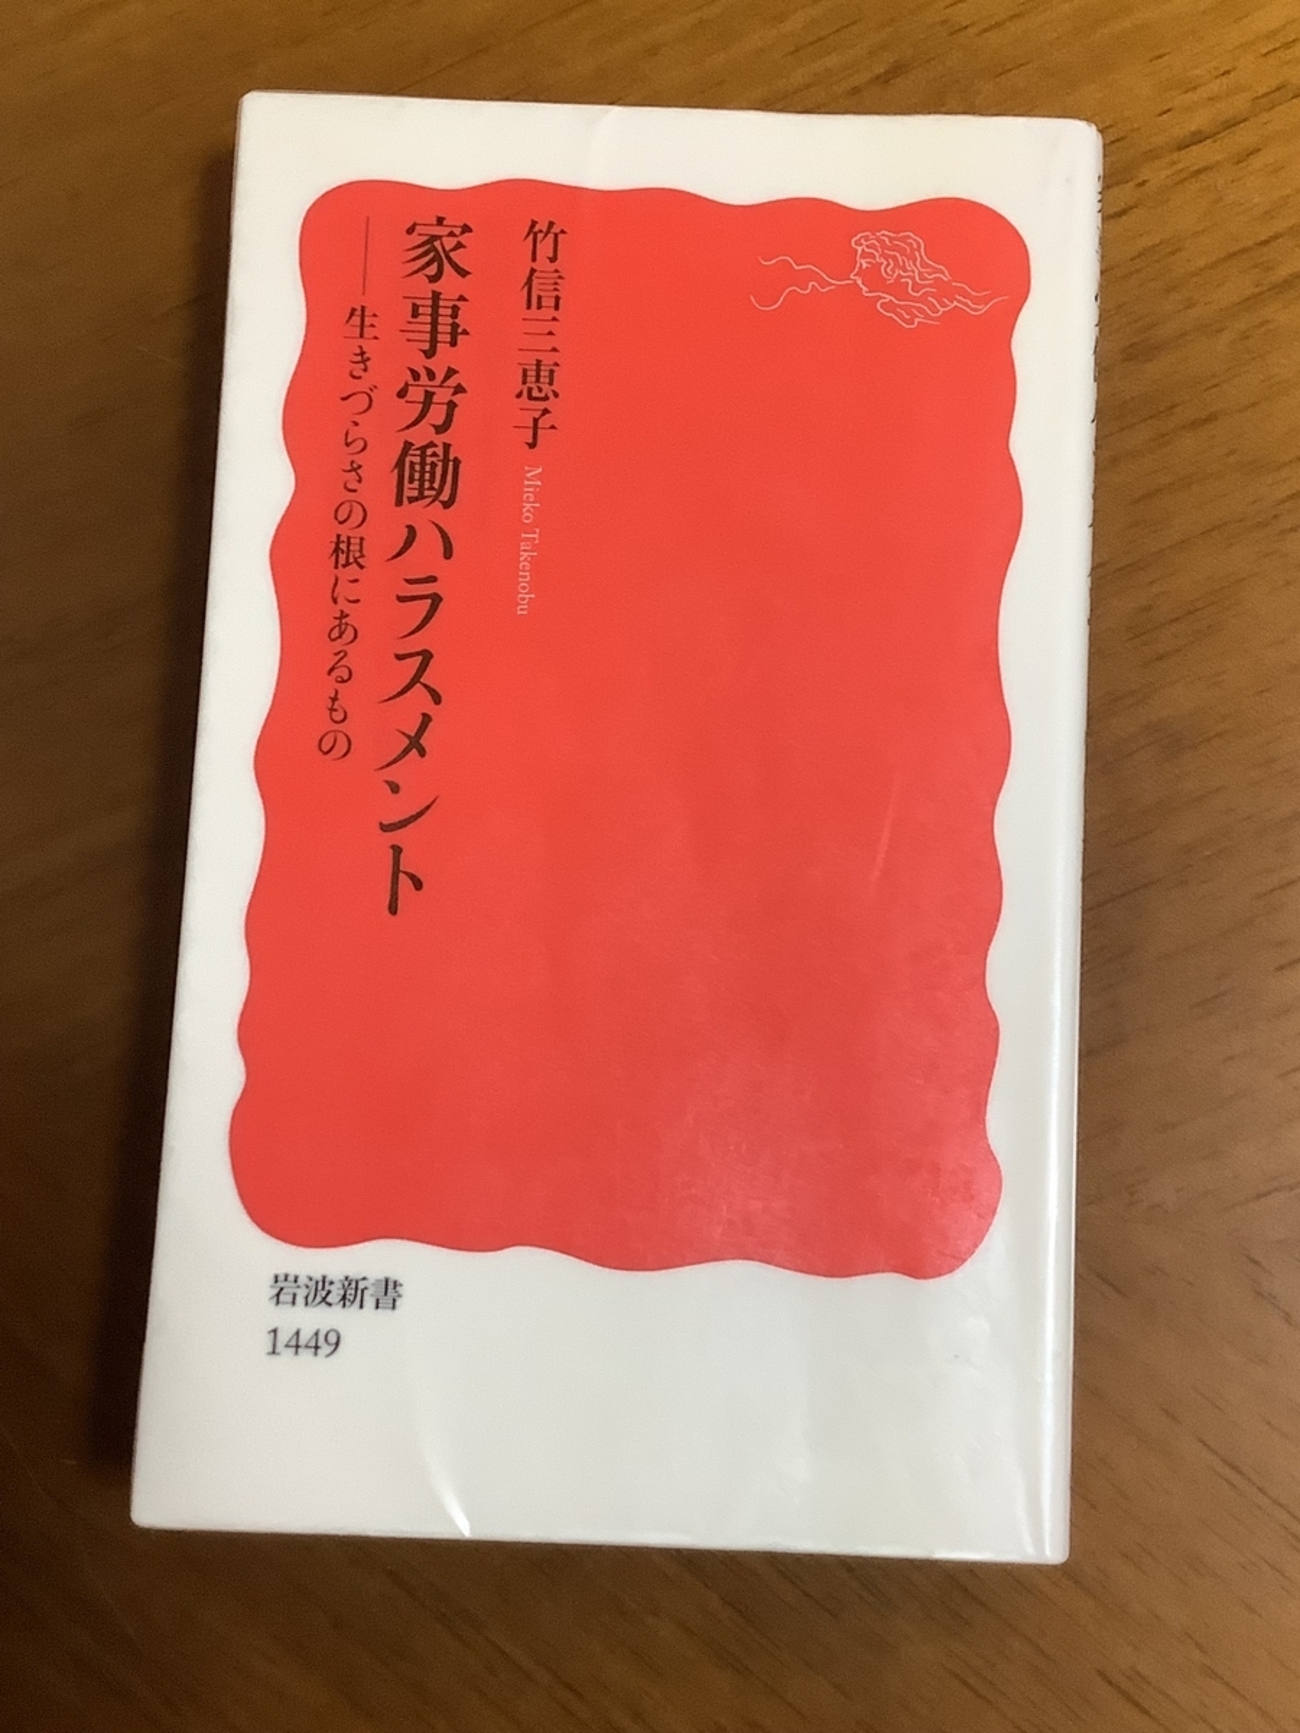 竹信三恵子 Mieko Takenobu
家事労働ハラスメント
——生きづらさの根にあるもの
岩波新書
1449